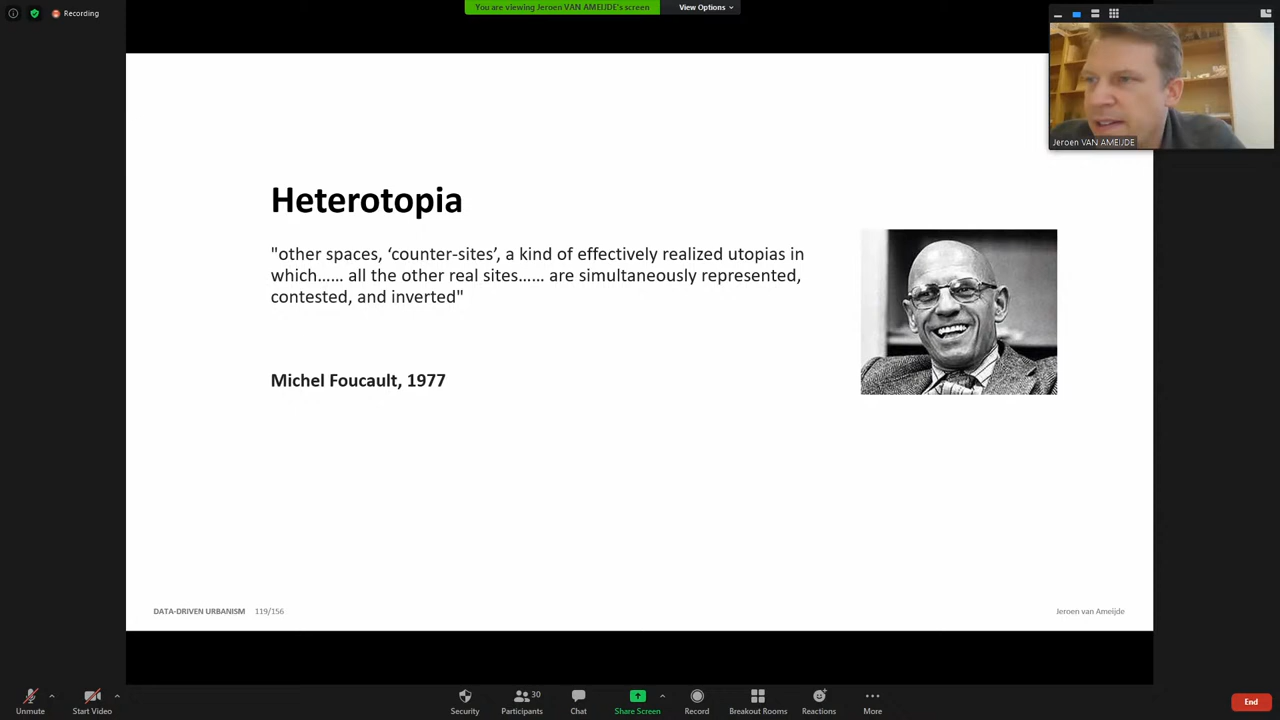 Recording
You are viewing Jeroen VAN AMEIJDE's screen
View Options
Jeroen VAN AMEIJDE
Heterotopia
"other spaces, ‘counter-sites’, a kind of effectively realized utopias in
which…… all the other real sites…… are simultaneously represented,
contested, and inverted"
Michel Foucault, 1977
DATA-DRIVEN URBANISM 119/156
Jeroen van Ameijde
Unmute
Start Video
Security
Participants 30
Chat
Share Screen
Record
Breakout Rooms
Reactions
More
End